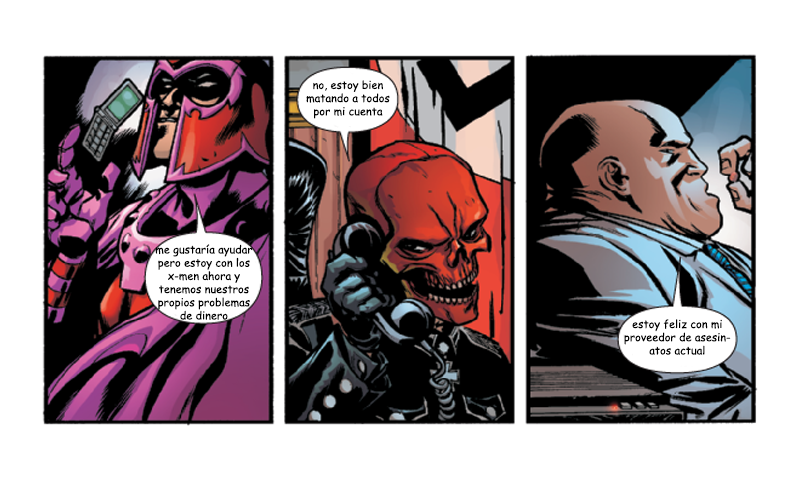 me gustaría ayudar
pero estoy con los
x-men ahora y
tenemos nuestros
propios problemas
de dinero
no, estoy bien
matando a todos
por mi cuenta
estoy feliz con mi
proveedor de asesin-
atos actual